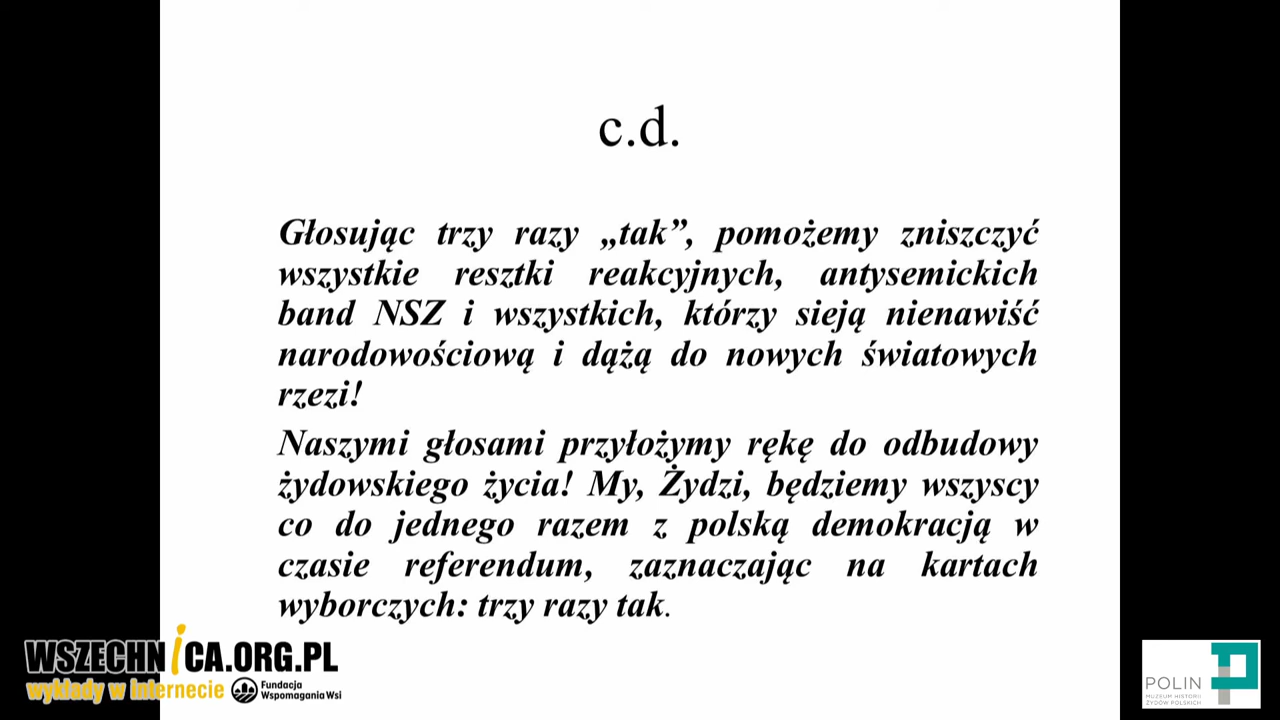 c.d.
Głosując trzy razy „tak”, pomożemy zniszczyć
wszystkie resztki reakcyjnych, antysemickich
band NSZ i wszystkich, którzy sieją nienawiść
narodowościową i dążą do nowych światowych
rzezi!
Naszymi głosami przyłożymy rękę do odbudowy
żydowskiego życia! My, Żydzi, będziemy wszyscy
co do jednego razem z polską demokracją w
czasie referendum, zaznaczając na kartach
wyborczych: trzy razy tak.
WSZECHNiCA.ORG.PL
wykłady w internecie
Fundacja
Wspomagania Wsi
POLIN
MUZEUM HISTORII
ŻYDÓW POLSKICH